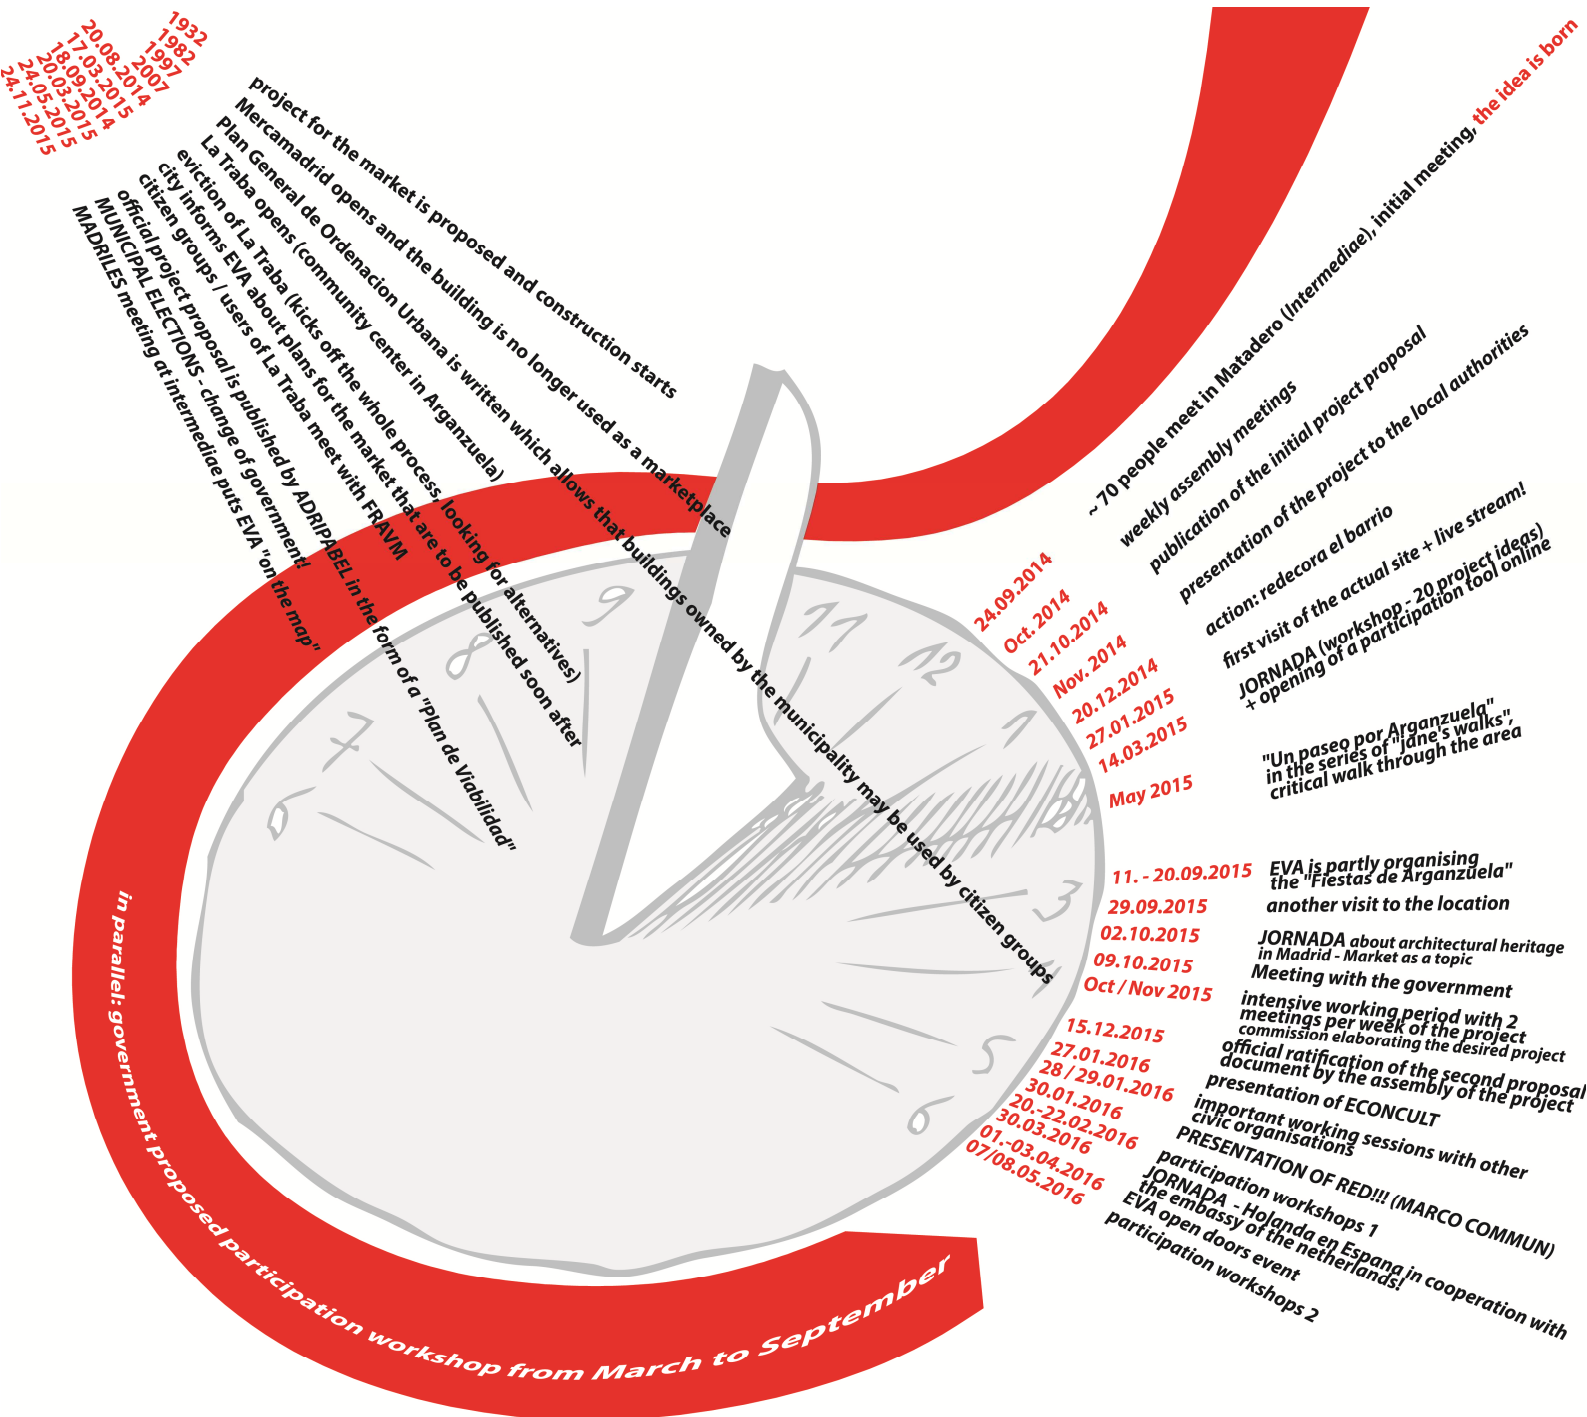 1932
1982
1997
2007
20.08.2014
17.03.2015
18.09.2014
20.03.2015
24.05.2015
24.11.2015
project for the market is proposed and construction starts
Mercamadrid opens and the building is no longer used as a marketplace
Plan General de Ordenacion Urbana is written which allows that buildings owned by the municipality may be used by citizen groups
La Traba opens (community center in Arganzuela)
eviction of La Traba (kicks off the whole process, looking for alternatives)
city informs EVA about plans for the market that are to be published soon after
citizen groups / users of La Traba meet with FRAVM
official project proposal is published by ADRIPABEL in the form of a "Plan de Viabilidad"
MUNICIPAL ELECTIONS - change of government!
MADRILES meeting at intermediae puts EVA "on the map"
24.09.2014
~ 70 people meet in Matadero (Intermediae), initial meeting, the idea is born
Oct. 2014
weekly assembly meetings
21.10.2014
publication of the initial project proposal
Nov. 2014
presentation of the project to the local authorities
20.12.2014
action: redecora el barrio
27.01.2015
first visit of the actual site + live stream!
14.03.2015
JORNADA (workshop - 20 project ideas)
+ opening of a participation tool online
May 2015
"Un paseo por Arganzuela"
in the series of "jane's walks",
critical walk through the area
11. - 20.09.2015
EVA is partly organising
the "Fiestas de Arganzuela"
29.09.2015
another visit to the location
02.10.2015
JORNADA about architectural heritage
in Madrid - Market as a topic
09.10.2015
Meeting with the government
Oct / Nov 2015
intensive working period with 2
meetings per week of the project
commission elaborating the desired project
15.12.2015
official ratification of the second proposal
document by the assembly of the project
27.01.2016
presentation of ECONCULT
28 / 29.01.2016
important working sessions with other
civic organisations
30.01.2016
PRESENTATION OF RED!!! (MARCO COMMUN)
20.-22.02.2016
participation workshops 1
30.03.2016
JORNADA - Holanda en Espana in cooperation with
the embassy of the netherlands!
01.-03.04.2016
EVA open doors event
07/08.05.2016
participation workshops 2
6
7
8
9
11
12
1
2
3
4
5
6
in parallel: government proposed participation workshop from March to September